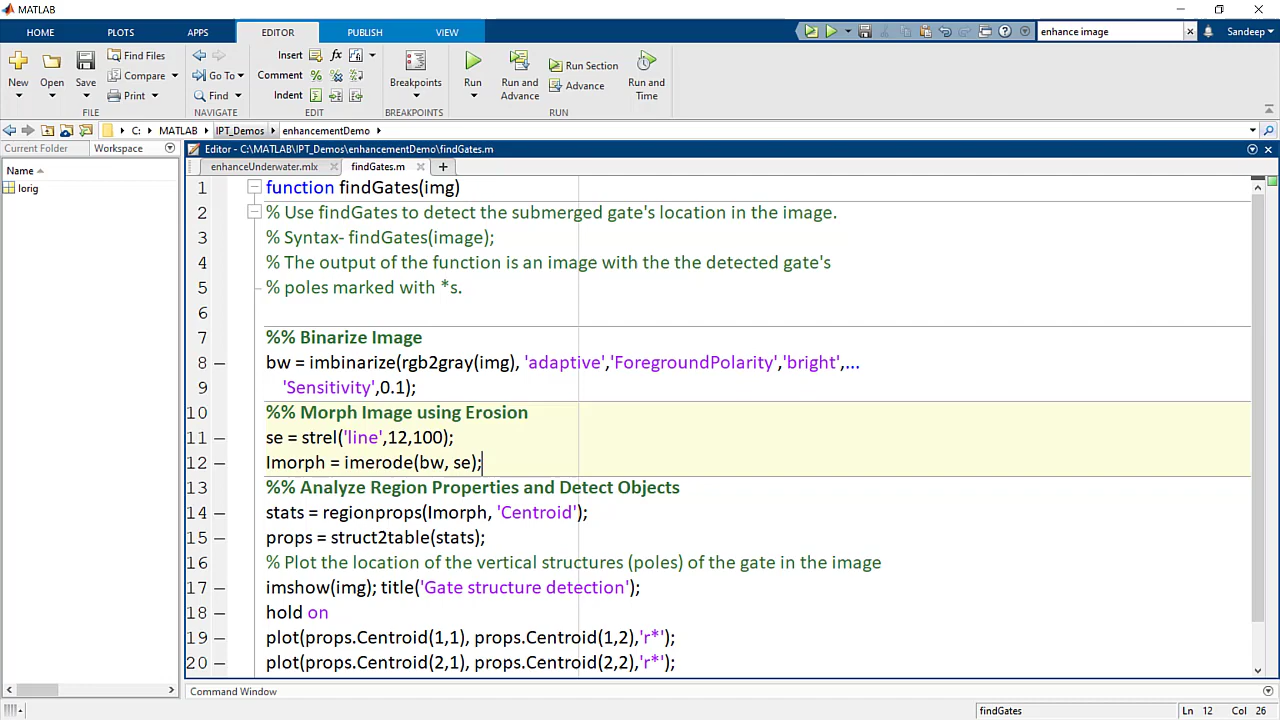 MATLAB
HOME PLOTS APPS EDITOR PUBLISH VIEW enhance image Sandeep
New Open Save Find Files Compare Print Go To Find Insert fx Comment Indent Breakpoints Run Run and Advance Run Section Advance Run and Time
FILE NAVIGATE EDIT BREAKPOINTS RUN
C: MATLAB IPT_Demos enhancementDemo
Current Folder Workspace
Name
Iorig
Editor - C:\MATLAB\IPT_Demos\enhancementDemo\findGates.m
enhanceUnderwater.mlx findGates.m
1 function findGates(img)
2 % Use findGates to detect the submerged gate's location in the image.
3 % Syntax- findGates(image);
4 % The output of the function is an image with the the detected gate's
5 % poles marked with *s.
6
7 %% Binarize Image
8 bw = imbinarize(rgb2gray(img), 'adaptive','ForegroundPolarity','bright',...
9 'Sensitivity',0.1);
10 %% Morph Image using Erosion
11 se = strel('line',12,100);
12 Imorph = imerode(bw, se);
13 %% Analyze Region Properties and Detect Objects
14 stats = regionprops(Imorph, 'Centroid');
15 props = struct2table(stats);
16 % Plot the location of the vertical structures (poles) of the gate in the image
17 imshow(img); title('Gate structure detection');
18 hold on
19 plot(props.Centroid(1,1), props.Centroid(1,2),'r*');
20 plot(props.Centroid(2,1), props.Centroid(2,2),'r*');
Command Window
findGates Ln 12 Col 26